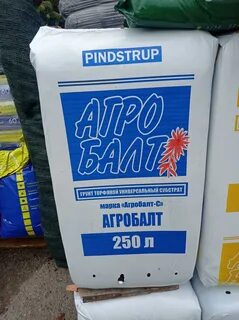 PINDSTRUP
АГРО
БАЛТ
ГРУНТ ТОРФЯНОЙ УНИВЕРСАЛЬНЫЙ СУБСТРАТ
марка «Агробалт-С»
АГРОБАЛТ
250 л